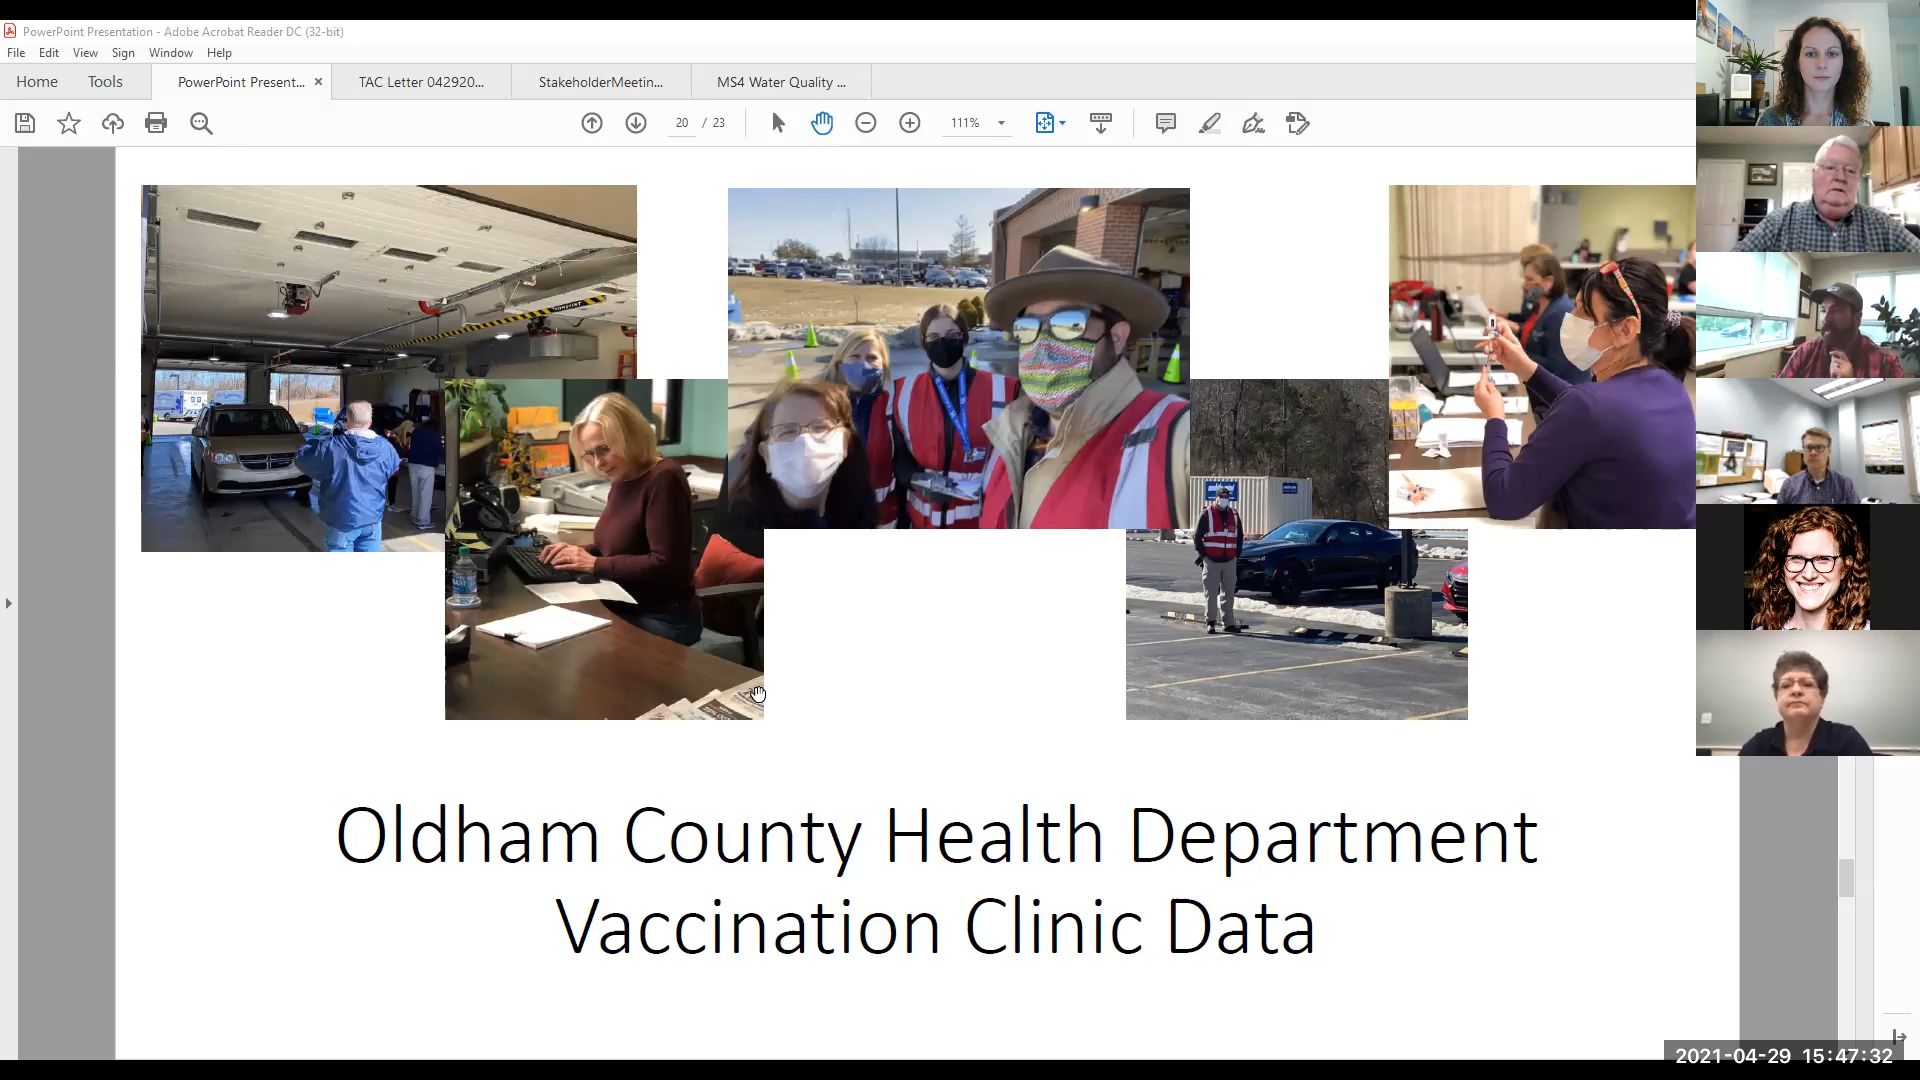 PowerPoint Presentation - Adobe Acrobat Reader DC (32-bit)
File Edit View Sign Window Help
Home Tools PowerPoint Present... × TAC Letter 042920... StakeholderMeetin... MS4 Water Quality ...
20 / 23 111%
Oldham County Health Department
Vaccination Clinic Data
2021-04-29 15:47:32